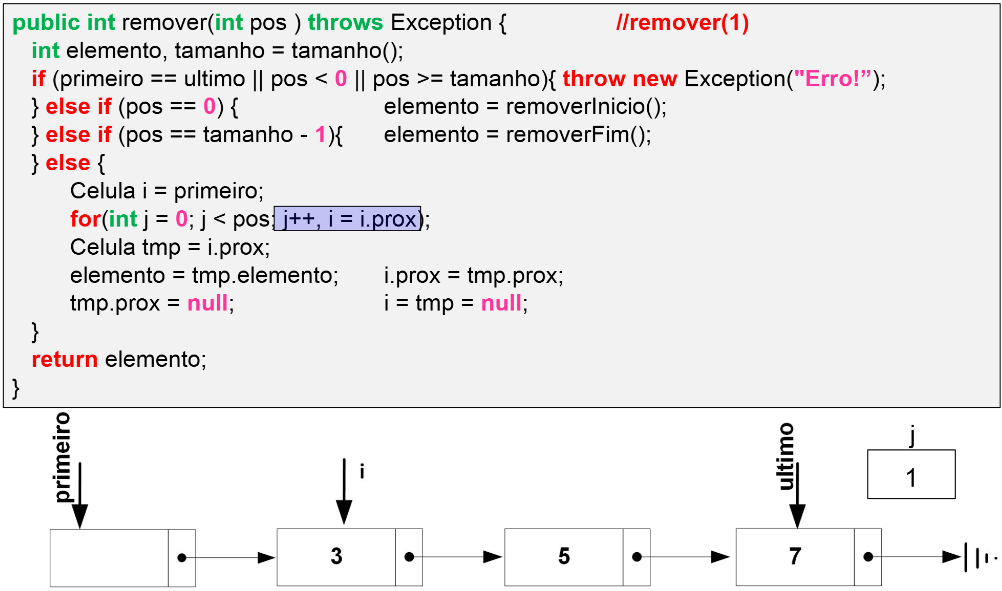 public int remover(int pos ) throws Exception { //remover(1)
int elemento, tamanho = tamanho();
if (primeiro == ultimo || pos < 0 || pos >= tamanho){ throw new Exception("Erro!”);
} else if (pos == 0) { elemento = removerInicio();
} else if (pos == tamanho - 1){ elemento = removerFim();
} else {
Celula i = primeiro;
for(int j = 0; j < pos; j++, i = i.prox);
Celula tmp = i.prox;
elemento = tmp.elemento; i.prox = tmp.prox;
tmp.prox = null; i = tmp = null;
}
return elemento;
}
primeiro
i
ultimo
j
1
3
5
7